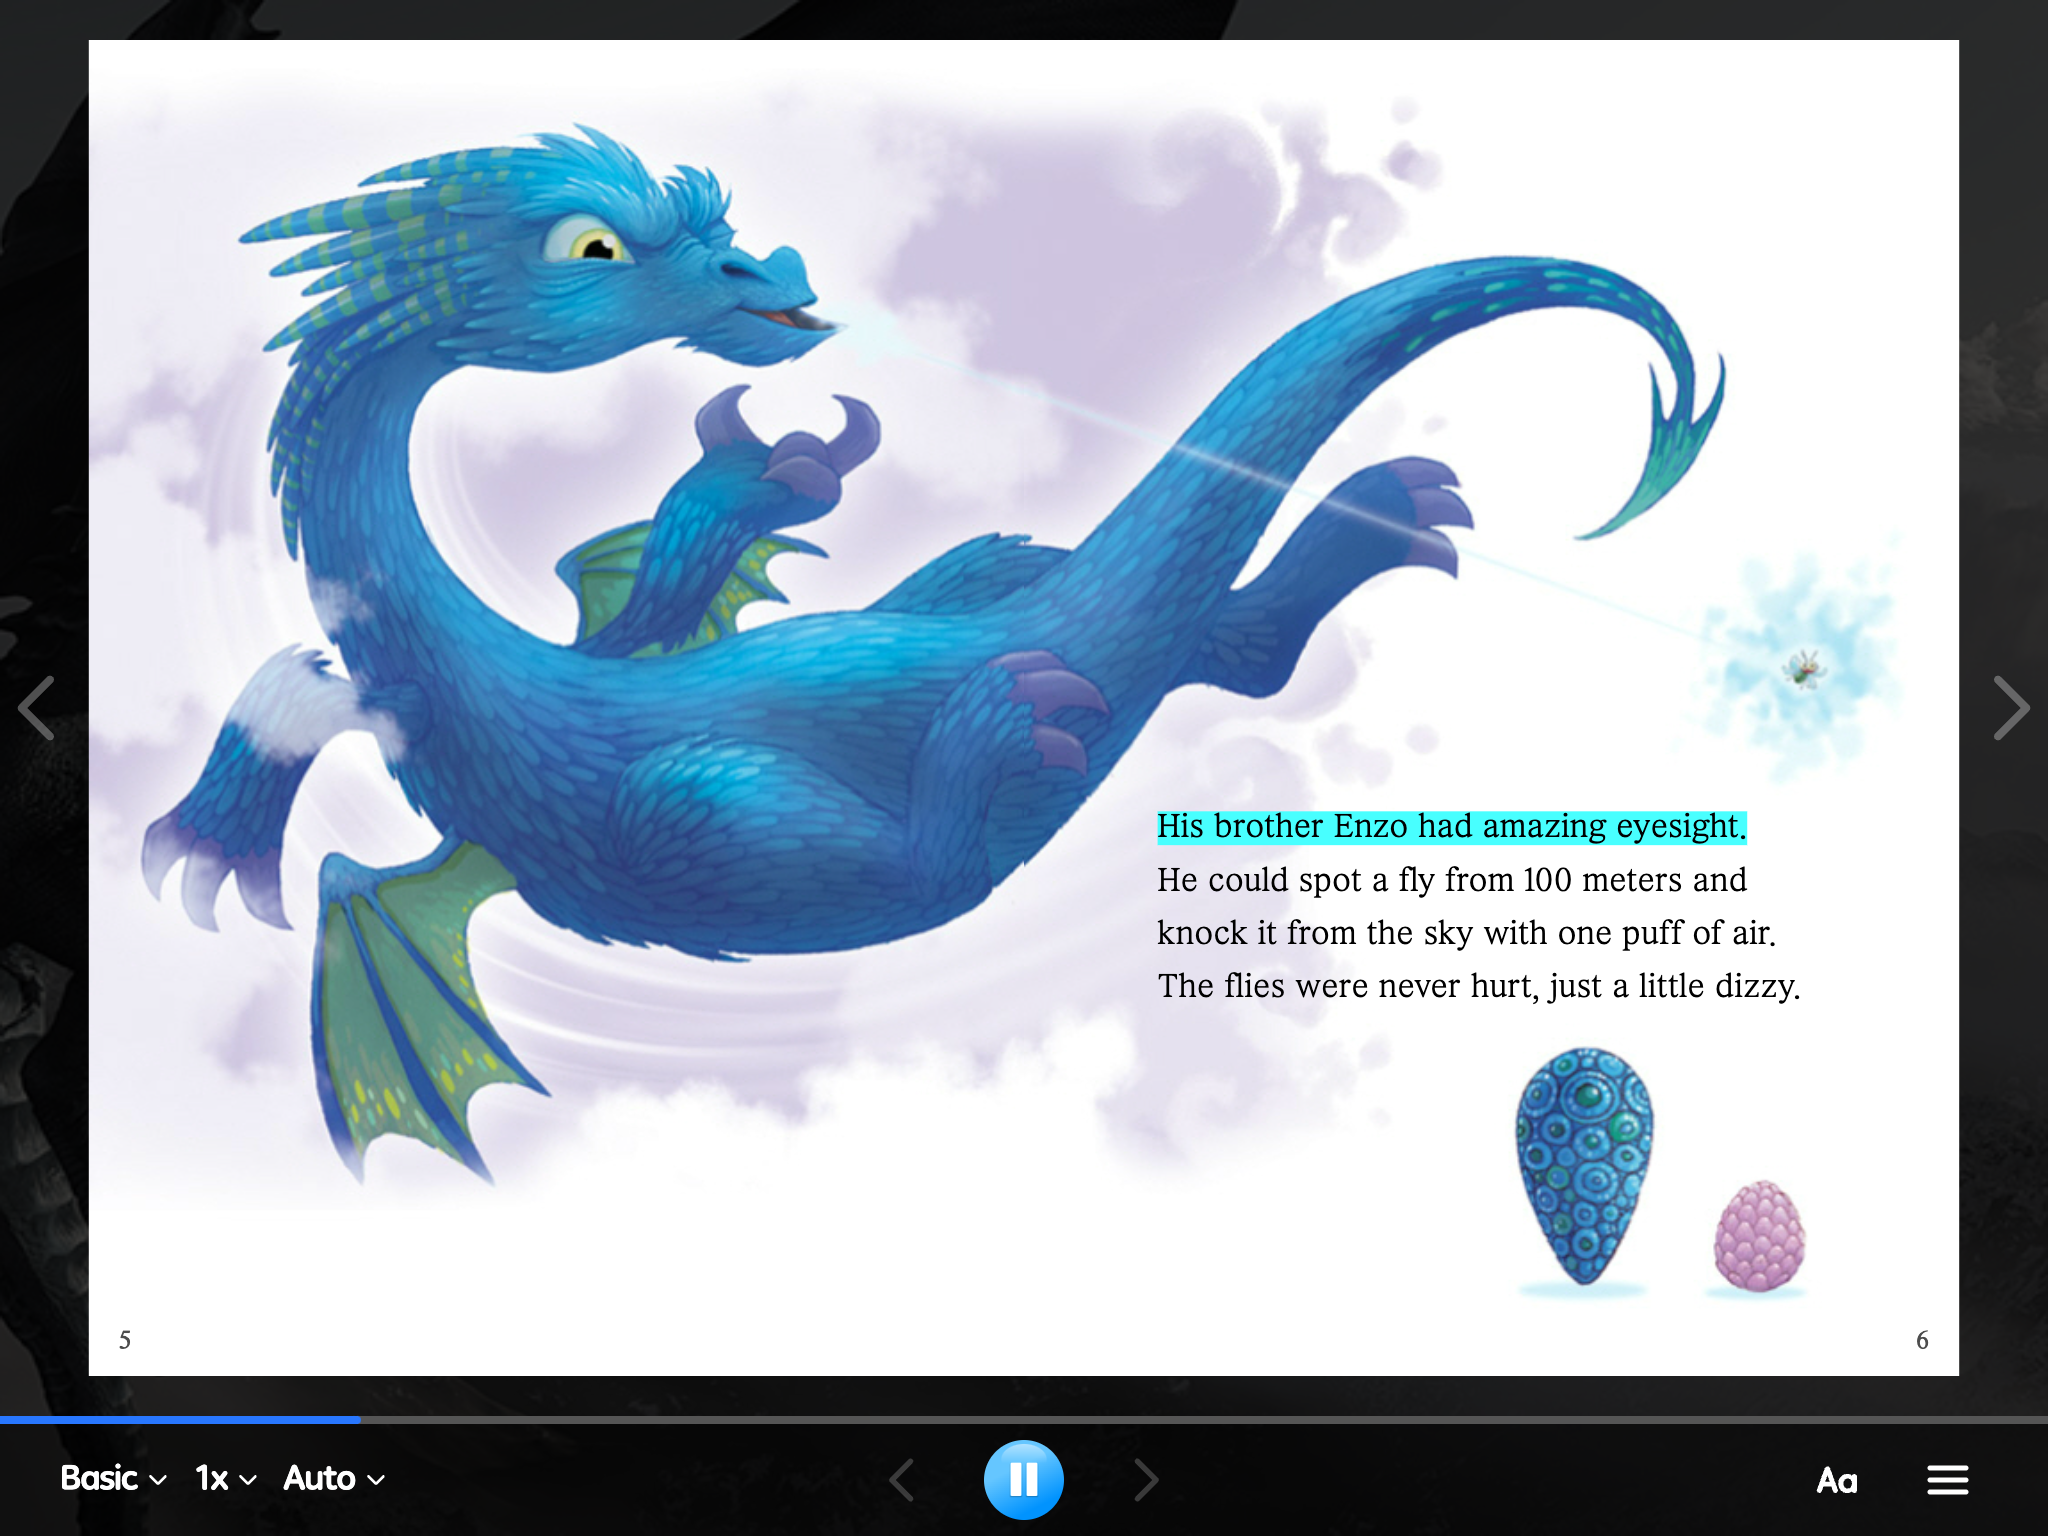 His brother Enzo had amazing eyesight.
He could spot a fly from 100 meters and
knock it from the sky with one puff of air.
The flies were never hurt, just a little dizzy.
5
6
Basic
1x
Auto
Aa